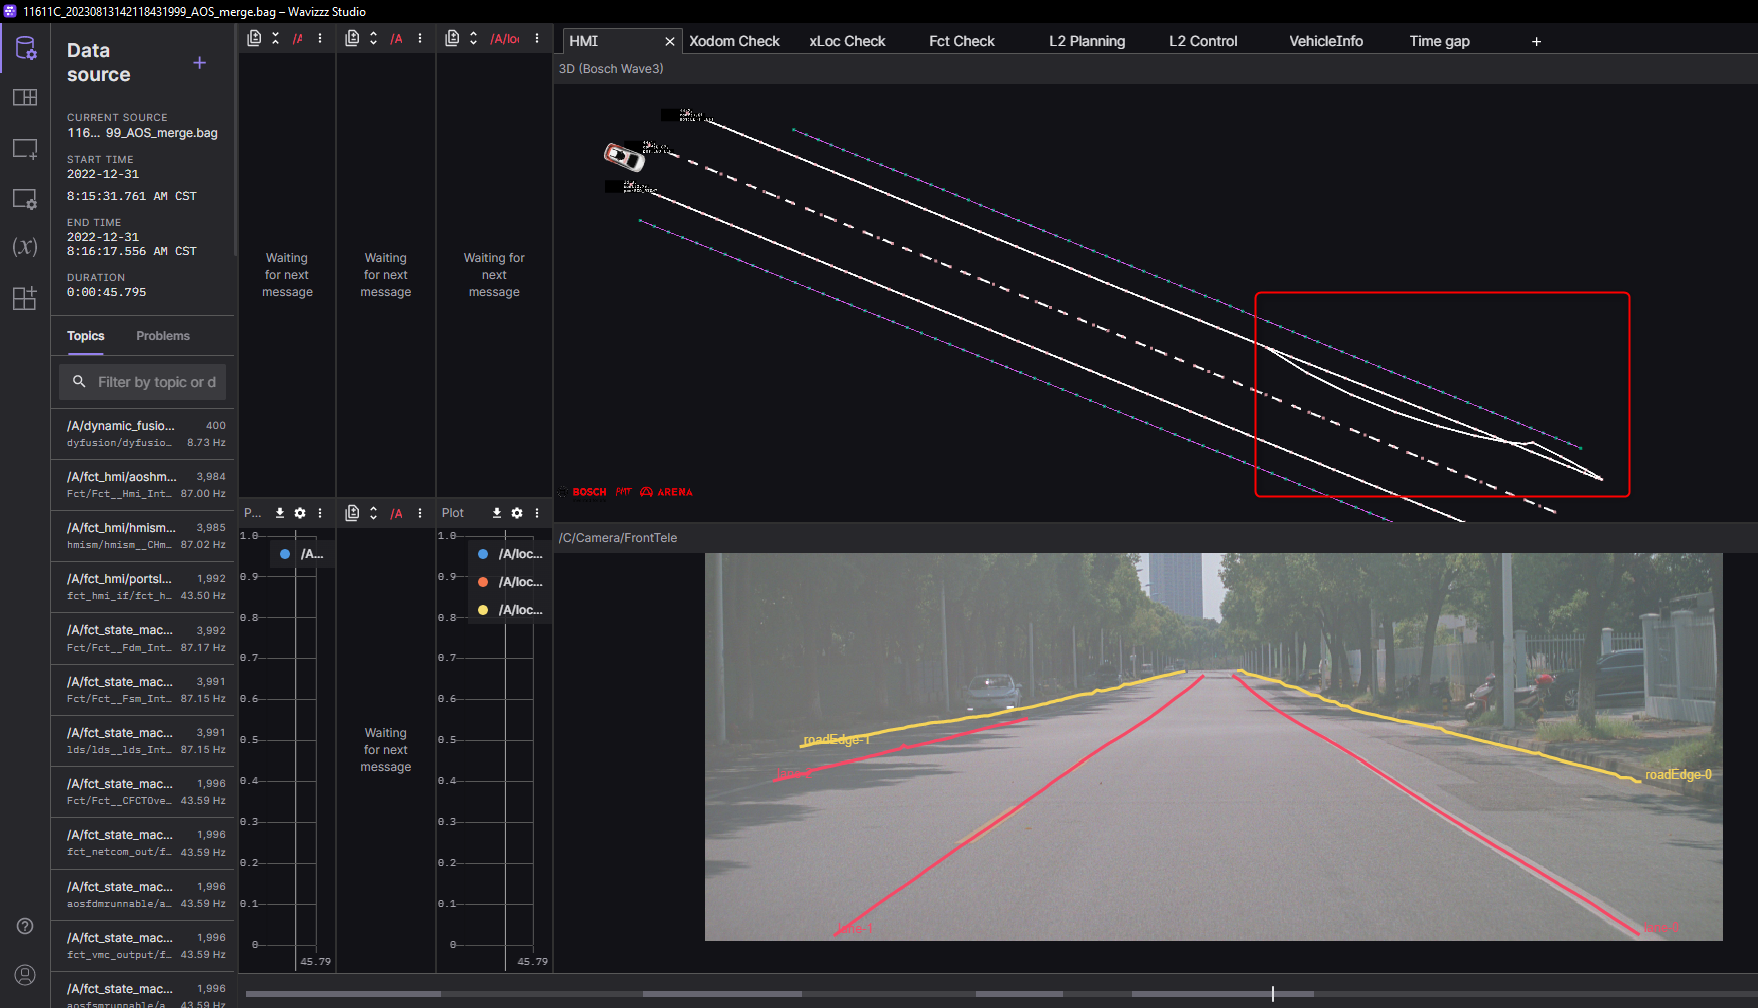 11611C_20230813142118431999_AOS_merge.bag – Wavizzz Studio
Data
source
CURRENT SOURCE
116... 99_AOS_merge.bag
START TIME
2022-12-31
8:15:31.761 AM CST
END TIME
2022-12-31
8:16:17.556 AM CST
DURATION
0:00:45.795
Topics
Problems
Filter by topic or d
/A/dynamic_fusio... 400
dyfusion/dyfusio... 8.73 Hz
/A/fct_hmi/aoshm... 3,984
Fct/Fct__Hmi_Int... 87.00 Hz
/A/fct_hmi/hmism... 3,985
hmism/hmism__CHm... 87.02 Hz
/A/fct_hmi/portsl... 1,992
fct_hmi_if/fct_h... 43.50 Hz
/A/fct_state_mac... 3,992
Fct/Fct__Fdm_Int... 87.17 Hz
/A/fct_state_mac... 3,991
Fct/Fct__Fsm_Int... 87.15 Hz
/A/fct_state_mac... 3,991
lds/lds__lds_Int... 87.15 Hz
/A/fct_state_mac... 1,996
Fct/Fct__CFCTOve... 43.59 Hz
/A/fct_state_mac... 1,996
fct_netcom_out/f... 43.59 Hz
/A/fct_state_mac... 1,996
aosfdmrunnable/a... 43.59 Hz
/A/fct_state_mac... 1,996
fct_vmc_output/f... 43.59 Hz
/A/fct_state_mac... 1,996
aosfsmrunnable/a... 43.59 Hz
(x)
/A
/A
/A/lo
Waiting
for next
message
Waiting
for next
message
Waiting for
next
message
P...
/A...
1.0
0.9
0.8
0.7
0.6
0.5
0.4
0.3
0.2
0.1
0
45.79
/A
Waiting
for next
message
Plot
/A/loc...
/A/loc...
/A/loc...
1.0
0.9
0.8
0.7
0.6
0.5
0.4
0.3
0.2
0.1
0
45.79
HMI
Xodom Check
xLoc Check
Fct Check
L2 Planning
L2 Control
VehicleInfo
Time gap
3D (Bosch Wave3)
BOSCH
ARENA
/C/Camera/FrontTele
roadEdge-1
roadEdge-0
lane-1